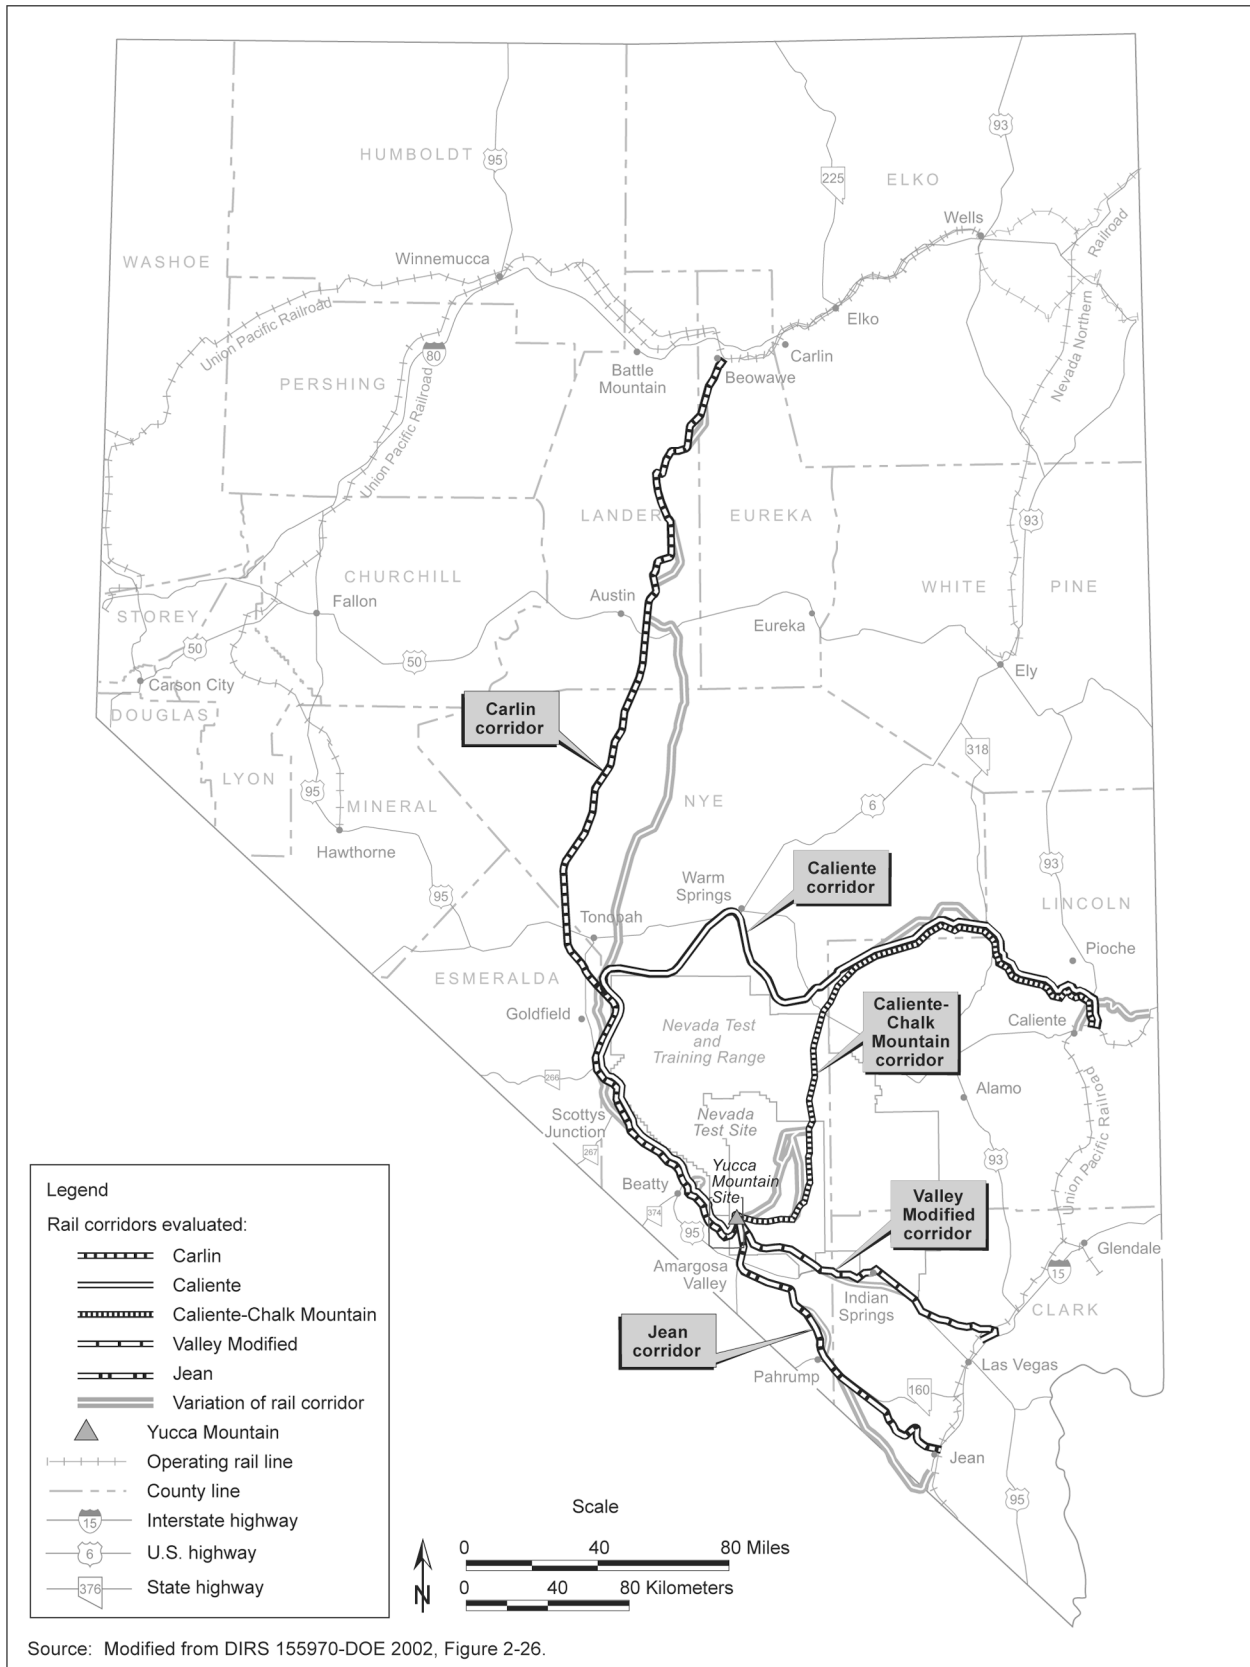 HUMBOLDT
95
93
225
ELKO
Wells
Railroad
WASHOE
Winnemucca
Union Pacific Railroad
Elko
Nevada Northern
80
Carlin
Battle
Mountain
Beowawe
PERSHING
Union Pacific Railroad
LANDER
EUREKA
93
CHURCHILL
WHITE
PINE
Austin
Fallon
STOREY
Eureka
50
50
Ely
Carson City
DOUGLAS
Carlin
corridor
318
LYON
95
MINERAL
NYE
6
Hawthorne
Caliente
corridor
93
Warm
Springs
95
LINCOLN
Tonopah
Pioche
ESMERALDA
Goldfield
Caliente-
Chalk
Mountain
corridor
Caliente
Nevada Test
and
Training Range
266
Alamo
Union Pacific Railroad
Scottys
Junction
Nevada
Test Site
267
93
Yucca
Mountain
Site
Beatty
374
95
Valley
Modified
corridor
Amargosa
Valley
Glendale
15
Indian
Springs
CLARK
Jean
corridor
Las Vegas
Pahrump
160
Jean
95
Legend
Rail corridors evaluated:
Carlin
Caliente
Caliente-Chalk Mountain
Valley Modified
Jean
Variation of rail corridor
Yucca Mountain
Operating rail line
County line
15
Interstate highway
6
U.S. highway
376
State highway
N
Scale
0 40 80 Miles
0 40 80 Kilometers
Source: Modified from DIRS 155970-DOE 2002, Figure 2-26.